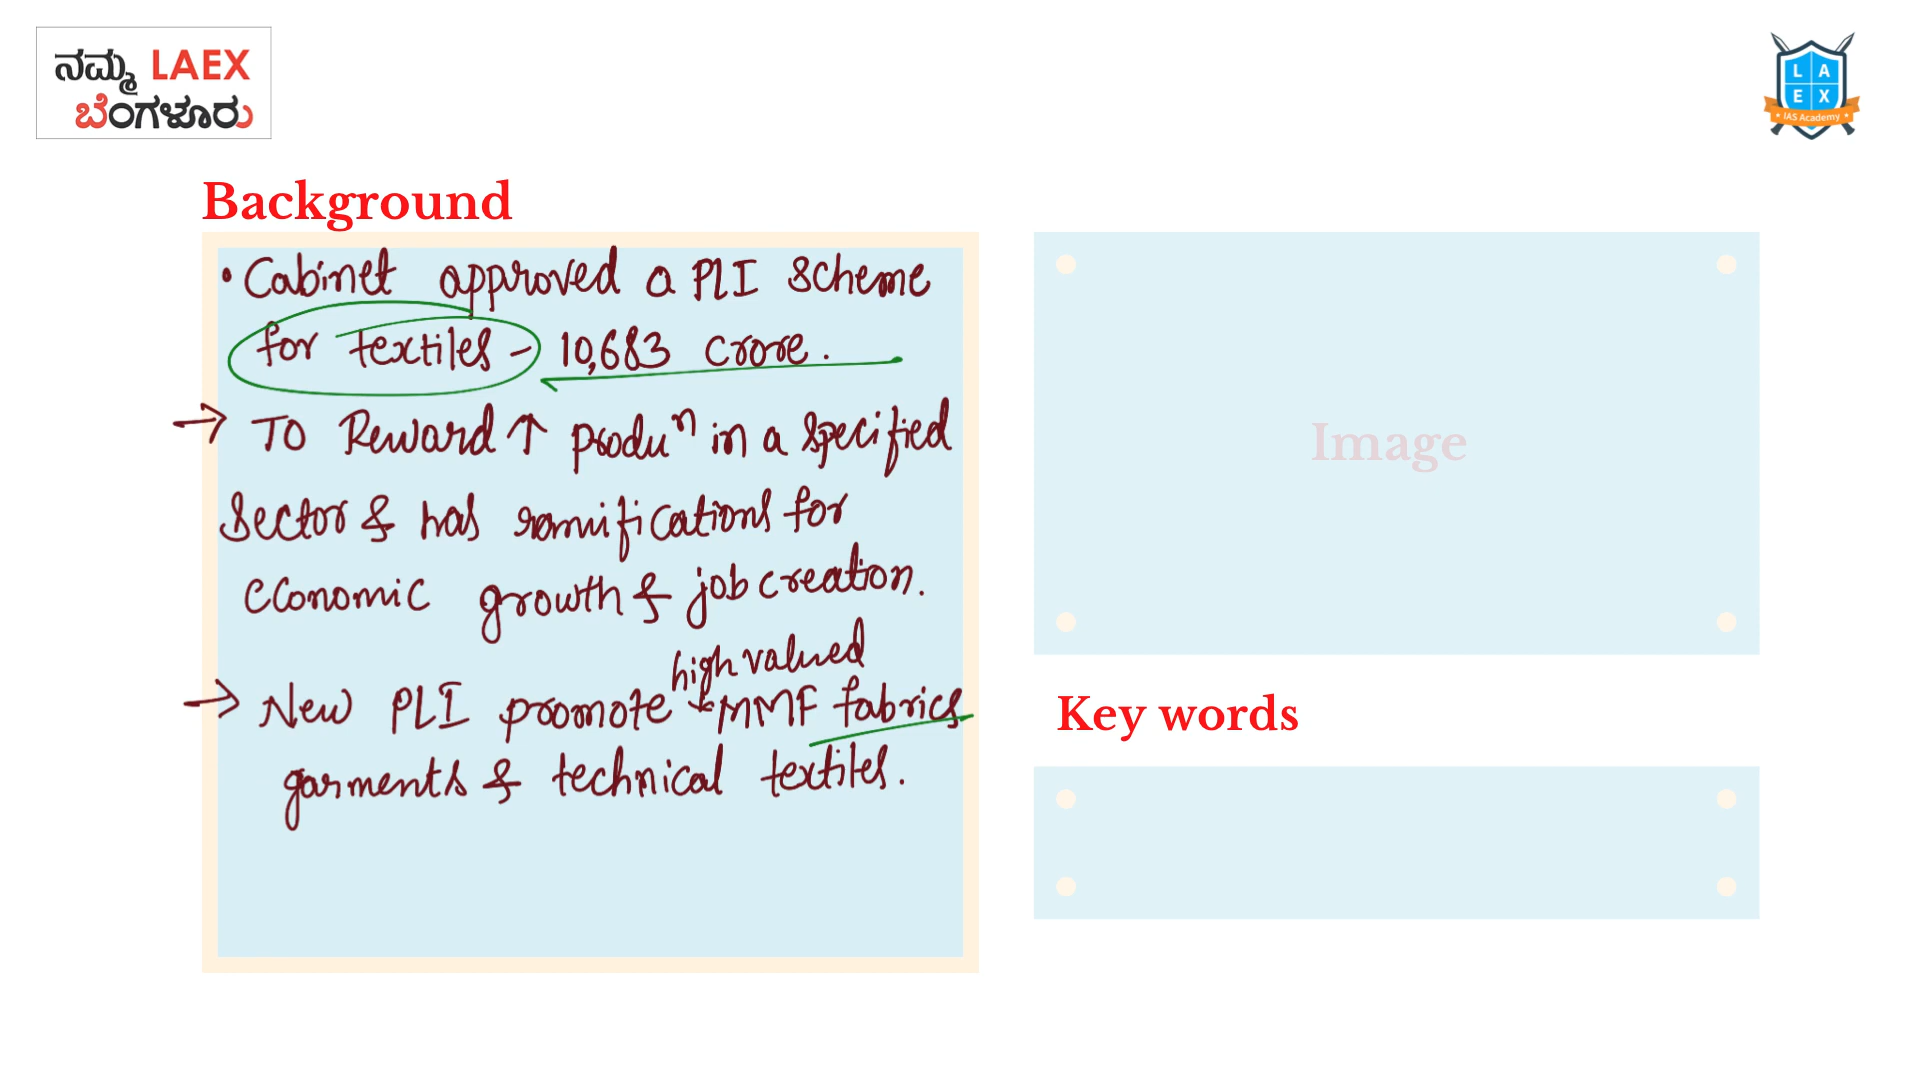 ನಮ್ಮ LAEX
ಬೆಂಗಳೂರು
L A
E X
IAS Academy
Background
• Cabinet approved a PLI Scheme
for textiles - 10,683 crore.
→ To Reward ↑ produⁿ in a specified
Sector & has ramifications for
economic growth & job creation.
high valued
→ New PLI promote MMF fabrics
garments & technical textiles.
Image
Key words